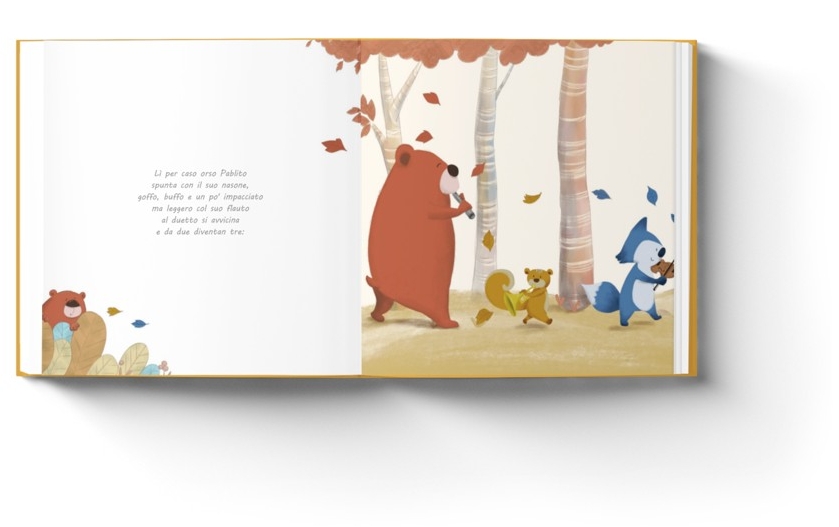 Lì per caso orso Pablito
spunta con il suo nasone,
goffo, buffo e un po' impacciato
ma leggero col suo flauto
al duetto si avvicina
e da due diventan tre: